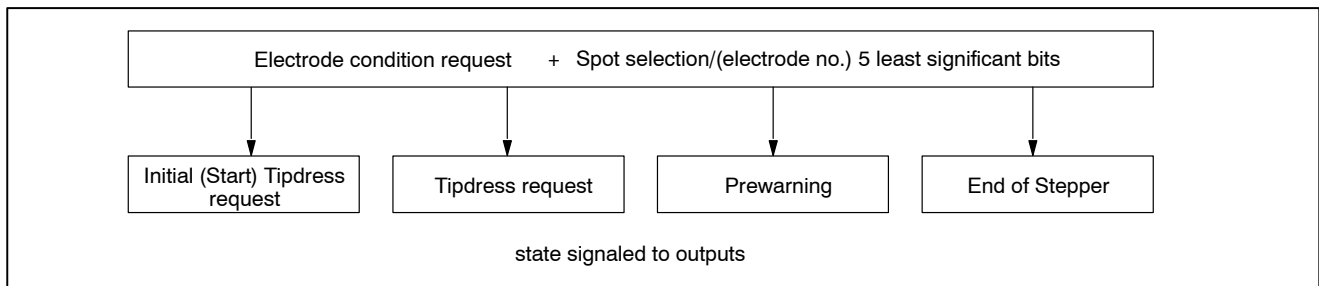 Electrode condition request + Spot selection/(electrode no.) 5 least significant bits
Initial (Start) Tipdress
request
Tipdress request
Prewarning
End of Stepper
state signaled to outputs